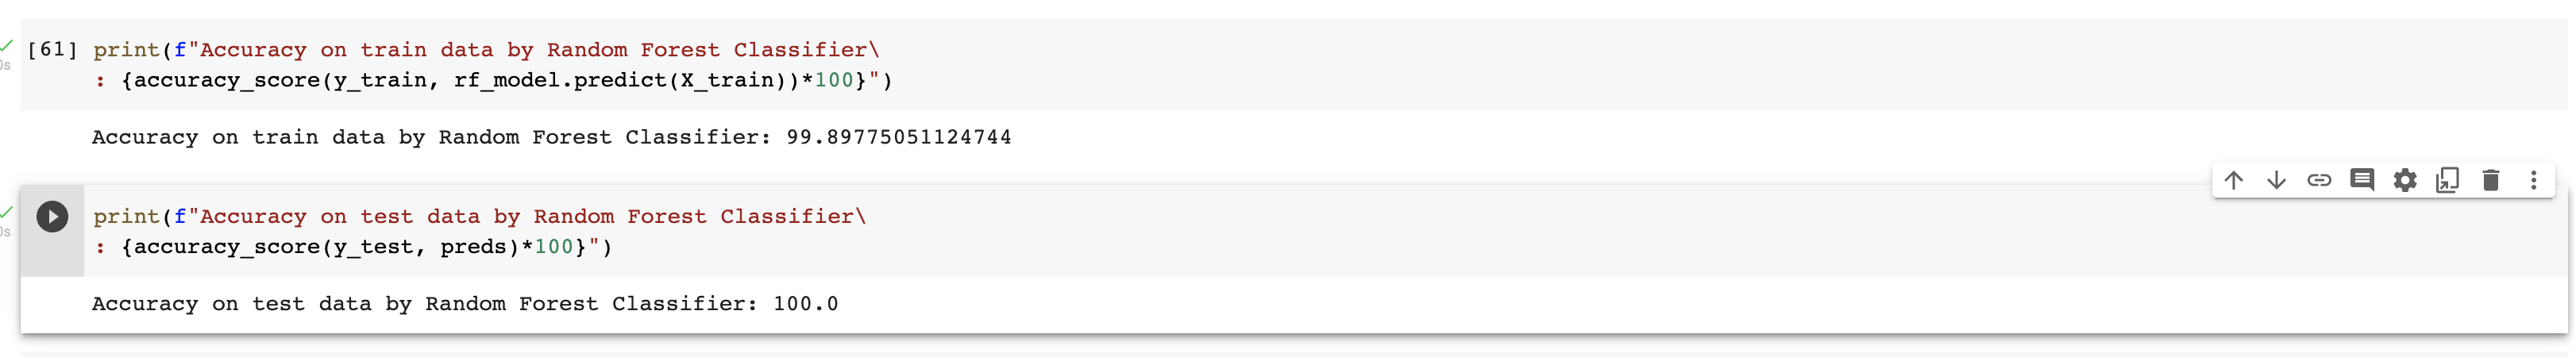 [61] print(f"Accuracy on train data by Random Forest Classifier\
: {accuracy_score(y_train, rf_model.predict(X_train))*100}")
Accuracy on train data by Random Forest Classifier: 99.89775051124744
print(f"Accuracy on test data by Random Forest Classifier\
: {accuracy_score(y_test, preds)*100}")
Accuracy on test data by Random Forest Classifier: 100.0